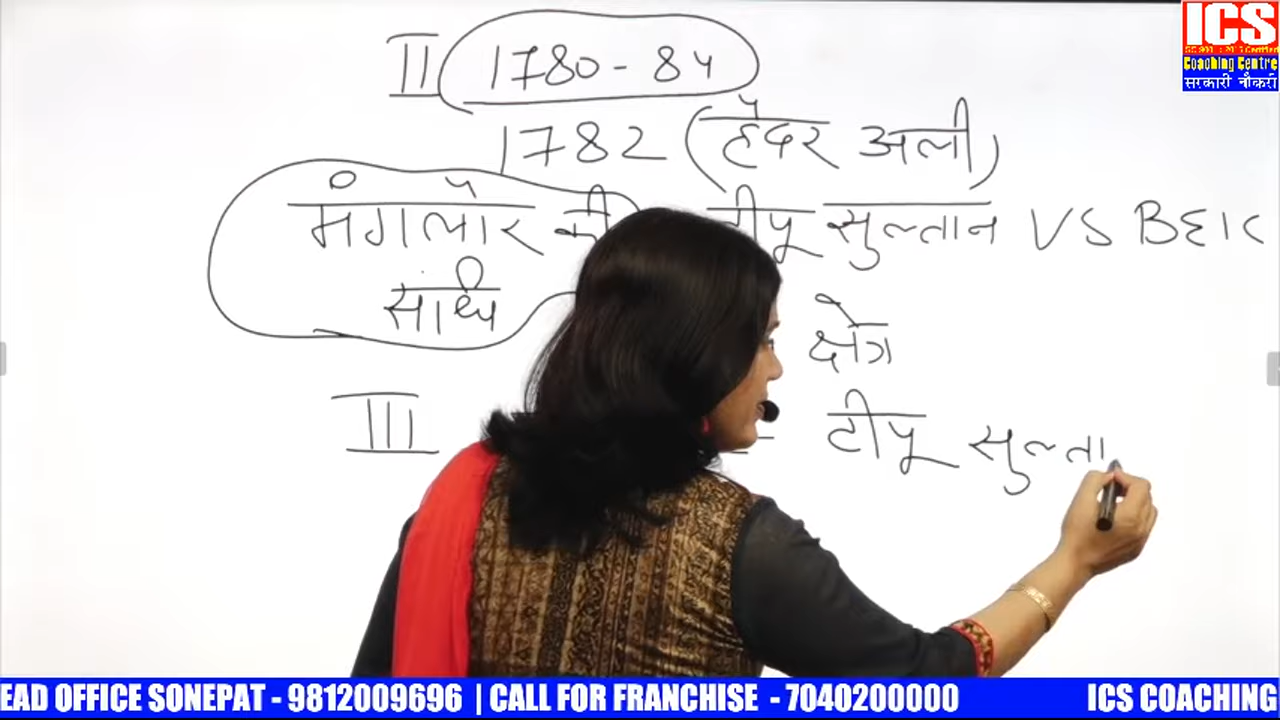 ICS
Coaching Centre
सरकारी नौकरी
II 1780 - 84
1782 (हैदर अली)
मंगलौर की टीपू सुल्तान VS BEIC
संधि क्षेत्र
III टीपू सुल्ता
EAD OFFICE SONEPAT - 9812009696 | CALL FOR FRANCHISE - 7040200000 ICS COACHING